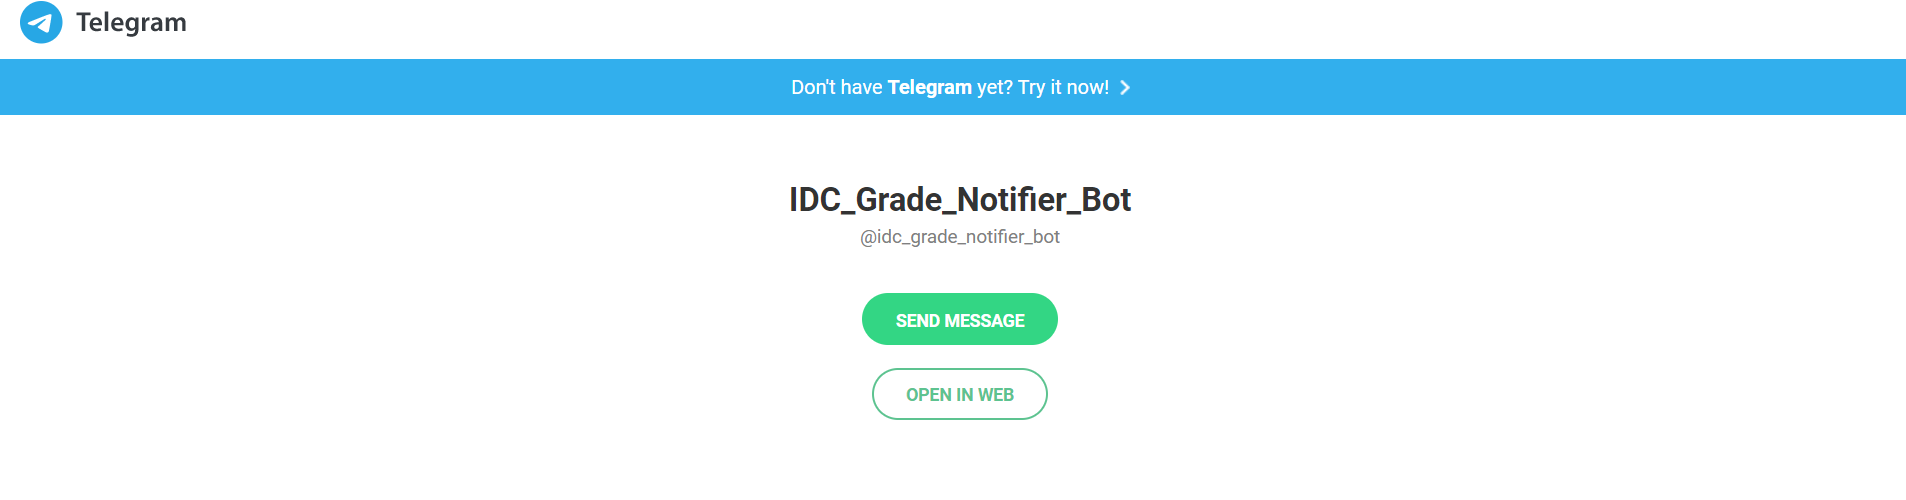 Telegram
Don't have Telegram yet? Try it now!
IDC_Grade_Notifier_Bot
@idc_grade_notifier_bot
SEND MESSAGE
OPEN IN WEB